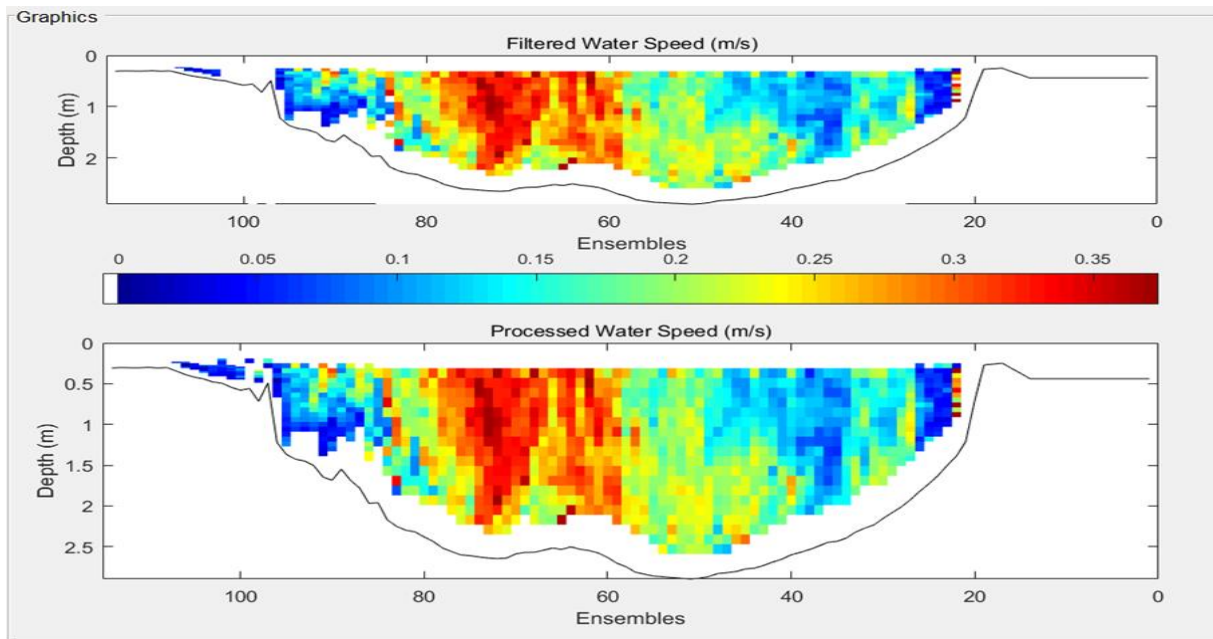 Graphics
Filtered Water Speed (m/s)
0
1
2
Depth (m)
100 80 60 40 20 0
Ensembles
0 0.05 0.1 0.15 0.2 0.25 0.3 0.35
Processed Water Speed (m/s)
0
0.5
1
1.5
2
2.5
Depth (m)
100 80 60 40 20 0
Ensembles